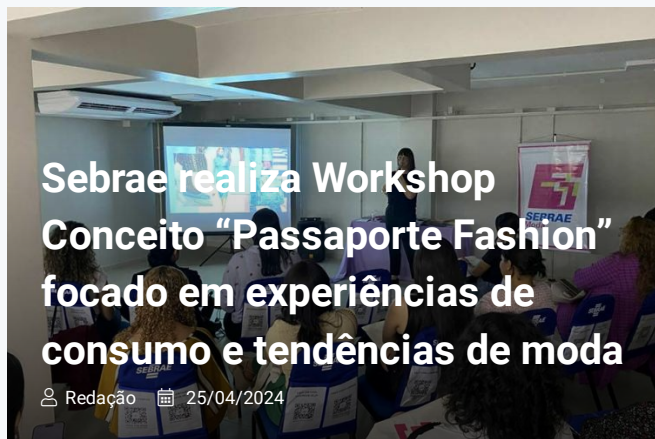 Sebrae realiza Workshop
Conceito “Passaporte Fashion”
focado em experiências de
consumo e tendências de moda
Redação 25/04/2024
SEBRAE
SEBRAE